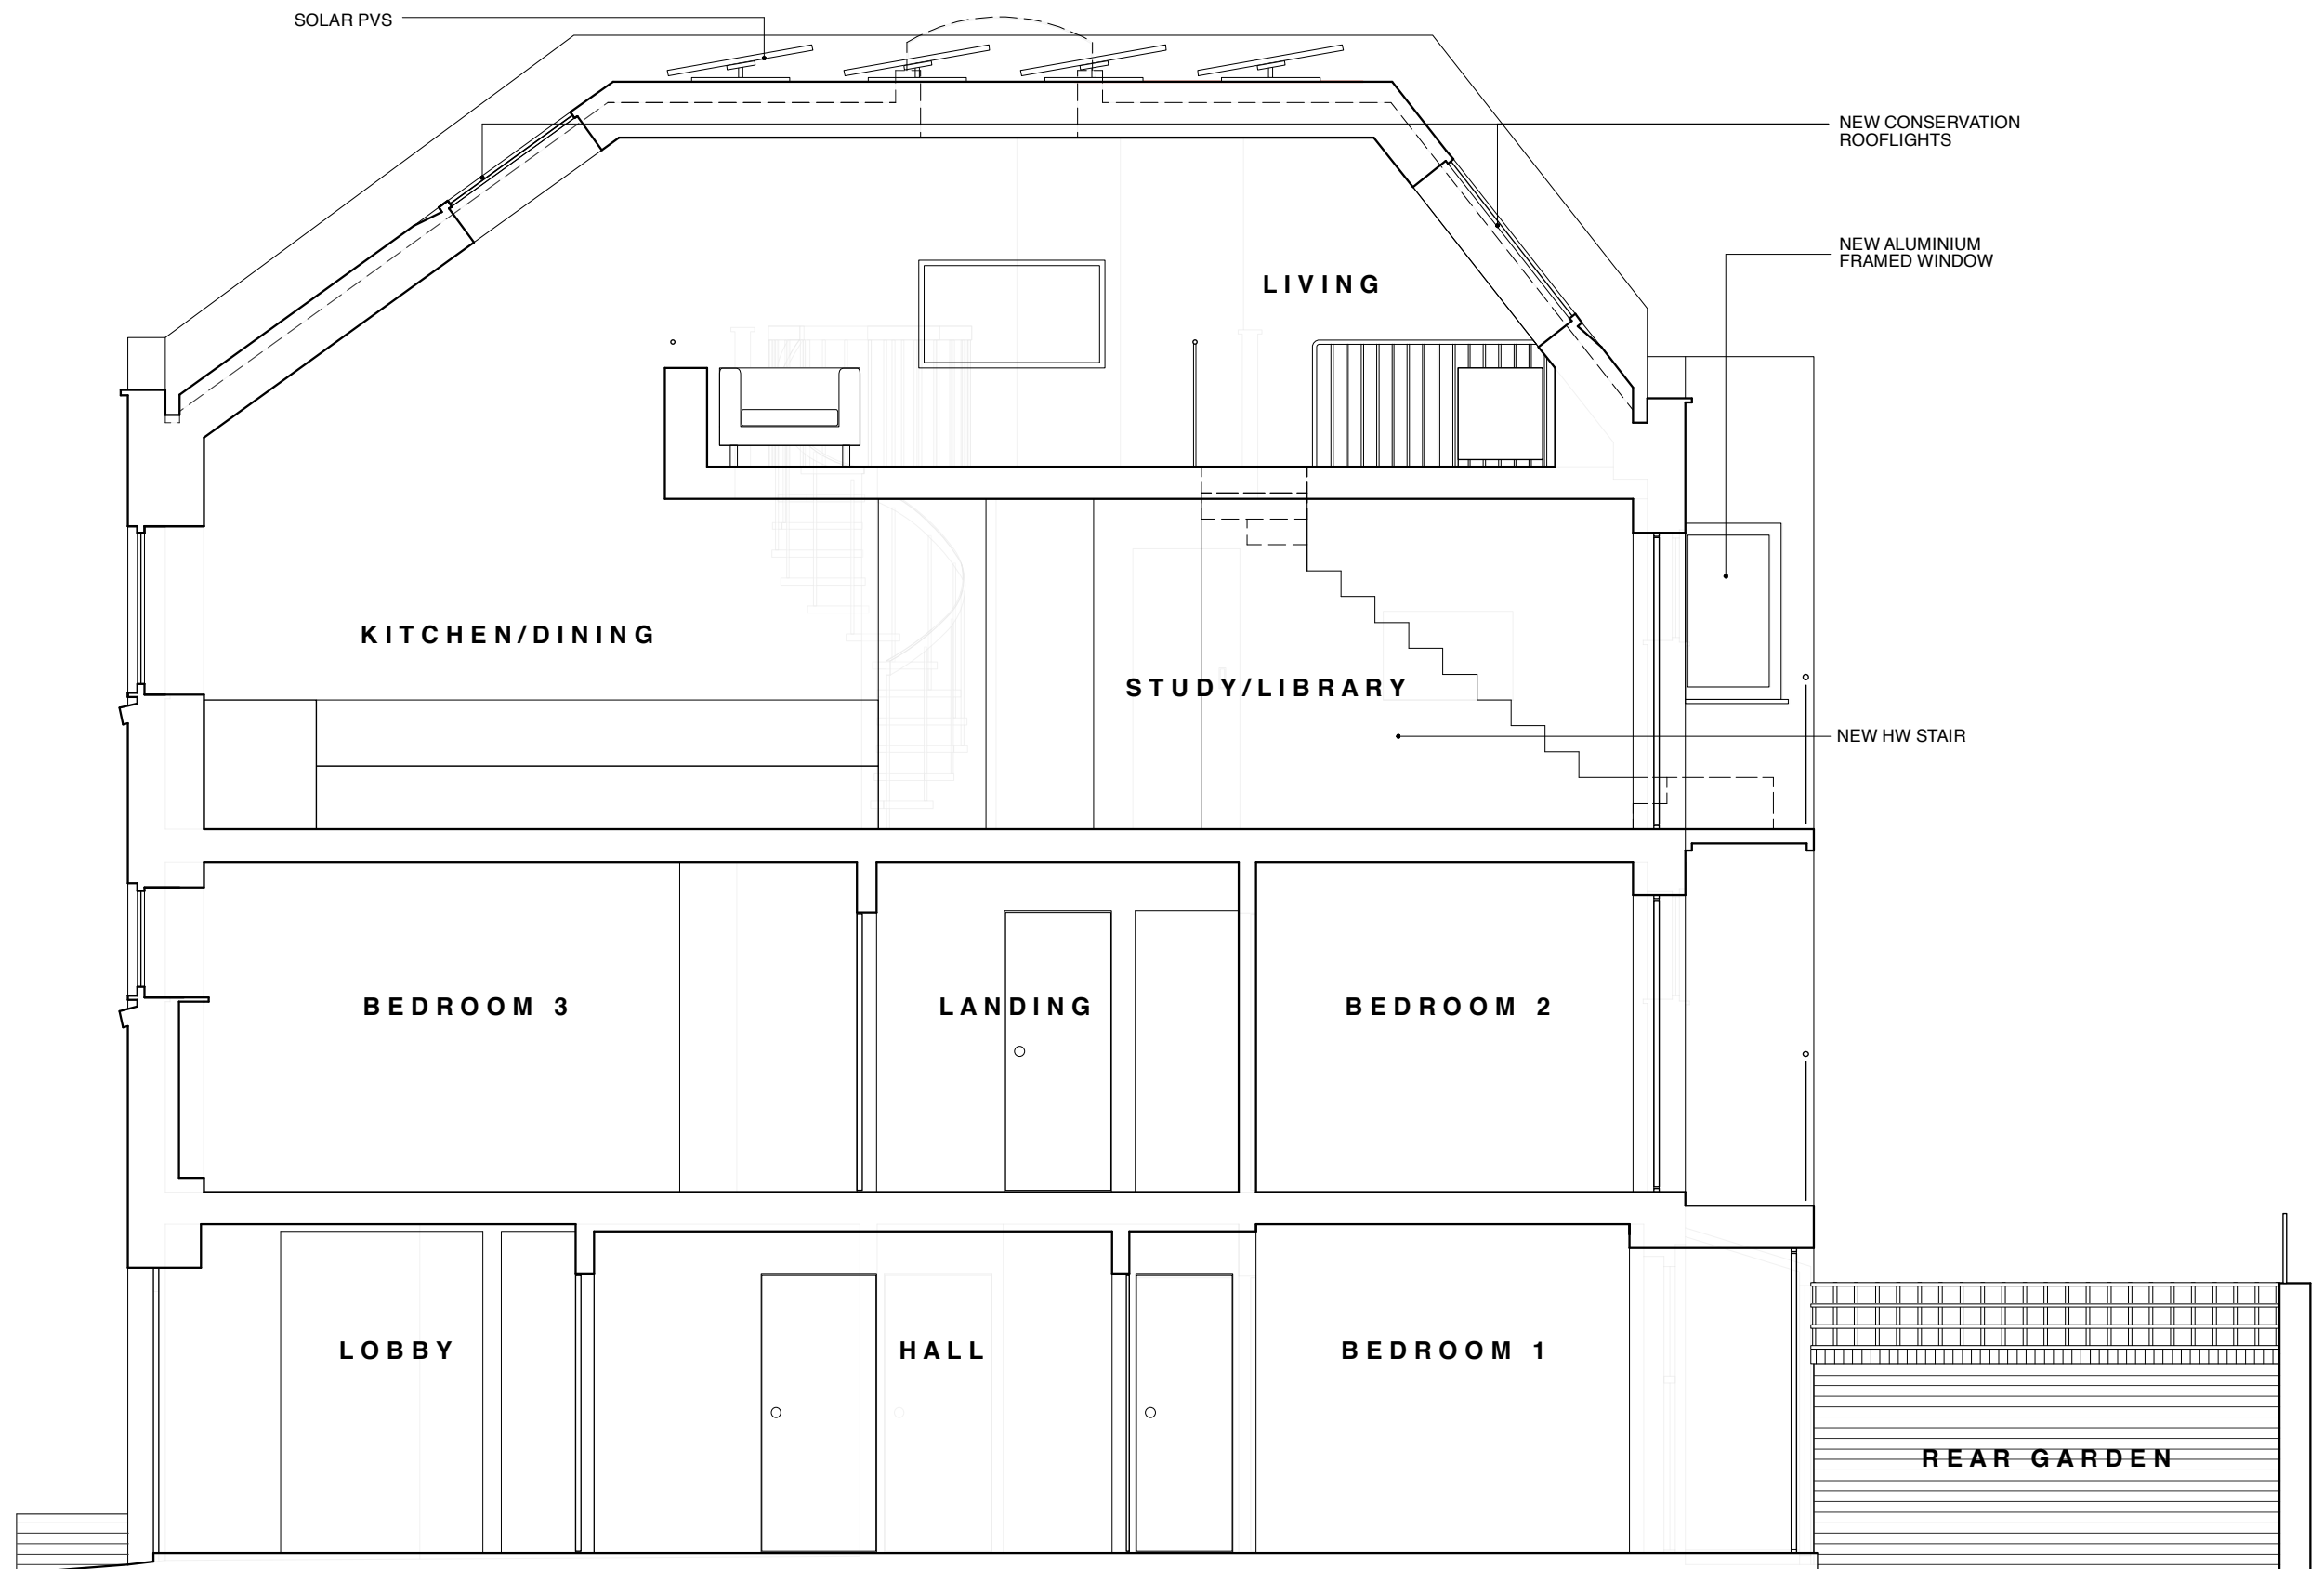 SOLAR PVS
NEW CONSERVATION
ROOFLIGHTS
NEW ALUMINIUM
FRAMED WINDOW
LIVING
KITCHEN/DINING
STUDY/LIBRARY
NEW HW STAIR
BEDROOM 3
LANDING
BEDROOM 2
LOBBY
HALL
BEDROOM 1
REAR GARDEN